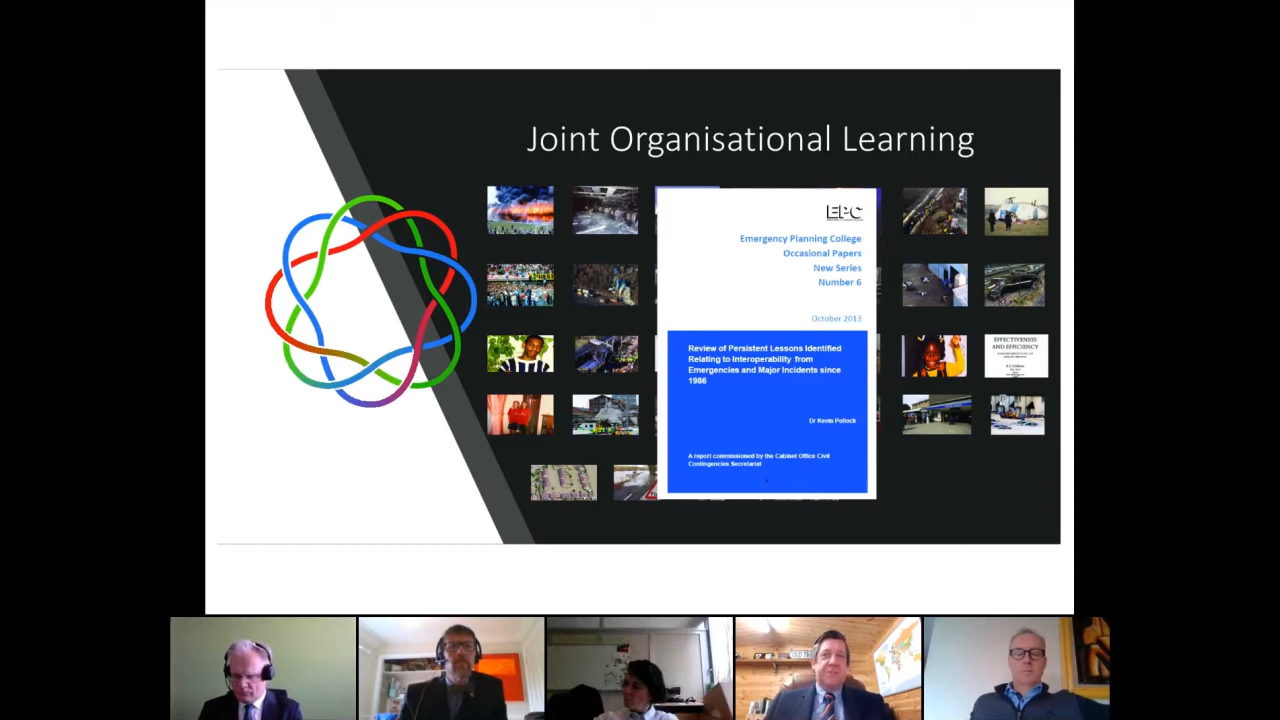 Joint Organisational Learning
EPC
Emergency Planning College
Occasional Papers
New Series
Number 6
October 2013
Review of Persistent Lessons Identified
Relating to Interoperability from
Emergencies and Major Incidents since
1986
Dr Kevin Pollock
A report commissioned by the Cabinet Office Civil
Contingencies Secretariat
EFFECTIVENESS
AND EFFICIENCY